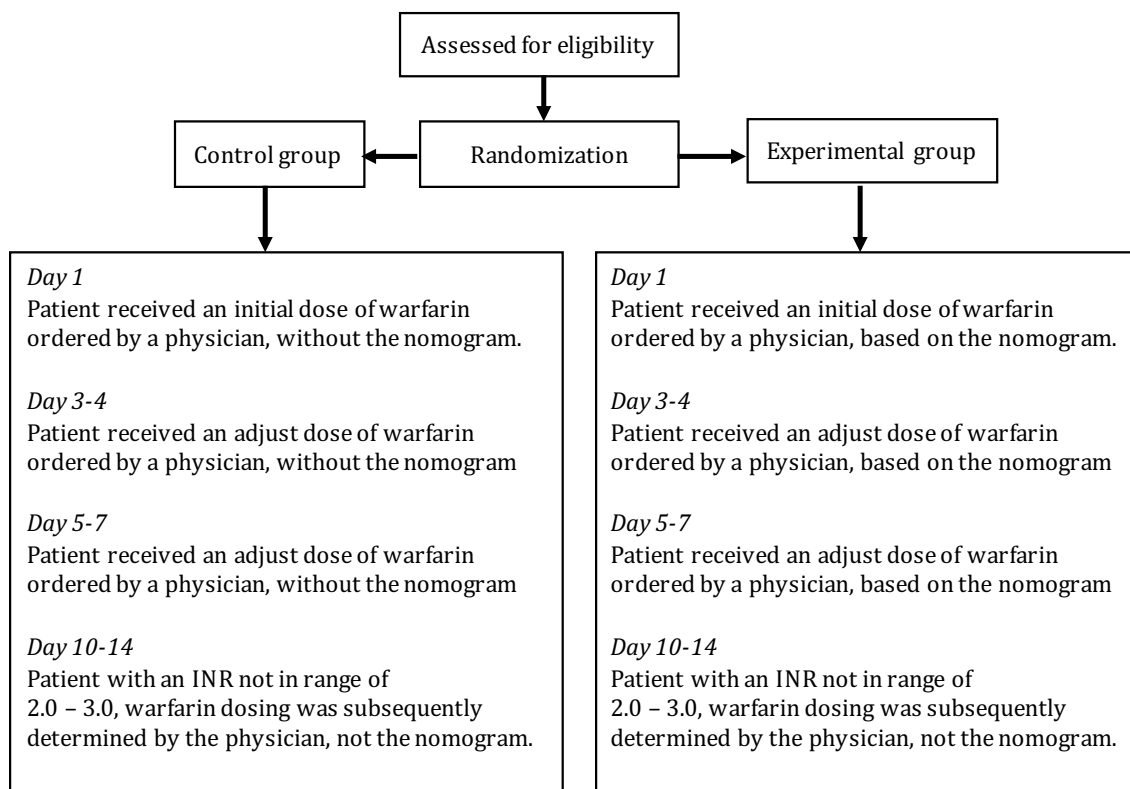 Assessed for eligibility
Control group
Randomization
Experimental group
Day 1
Patient received an initial dose of warfarin
ordered by a physician, without the nomogram.
Day 3-4
Patient received an adjust dose of warfarin
ordered by a physician, without the nomogram
Day 5-7
Patient received an adjust dose of warfarin
ordered by a physician, without the nomogram
Day 10-14
Patient with an INR not in range of
2.0 – 3.0, warfarin dosing was subsequently
determined by the physician, not the nomogram.
Day 1
Patient received an initial dose of warfarin
ordered by a physician, based on the nomogram.
Day 3-4
Patient received an adjust dose of warfarin
ordered by a physician, based on the nomogram
Day 5-7
Patient received an adjust dose of warfarin
ordered by a physician, based on the nomogram
Day 10-14
Patient with an INR not in range of
2.0 – 3.0, warfarin dosing was subsequently
determined by the physician, not the nomogram.